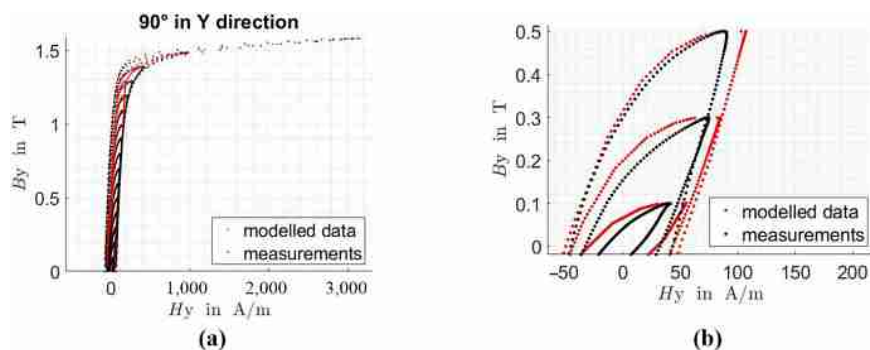 90° in Y direction
1.5
1
0.5
0
By in T
0 1,000 2,000 3,000
Hy in A/m
modelled data
measurements
(a)
0.5
0.4
0.3
0.2
0.1
0
By in T
-50 0 50 100 150 200
Hy in A/m
modelled data
measurements
(b)